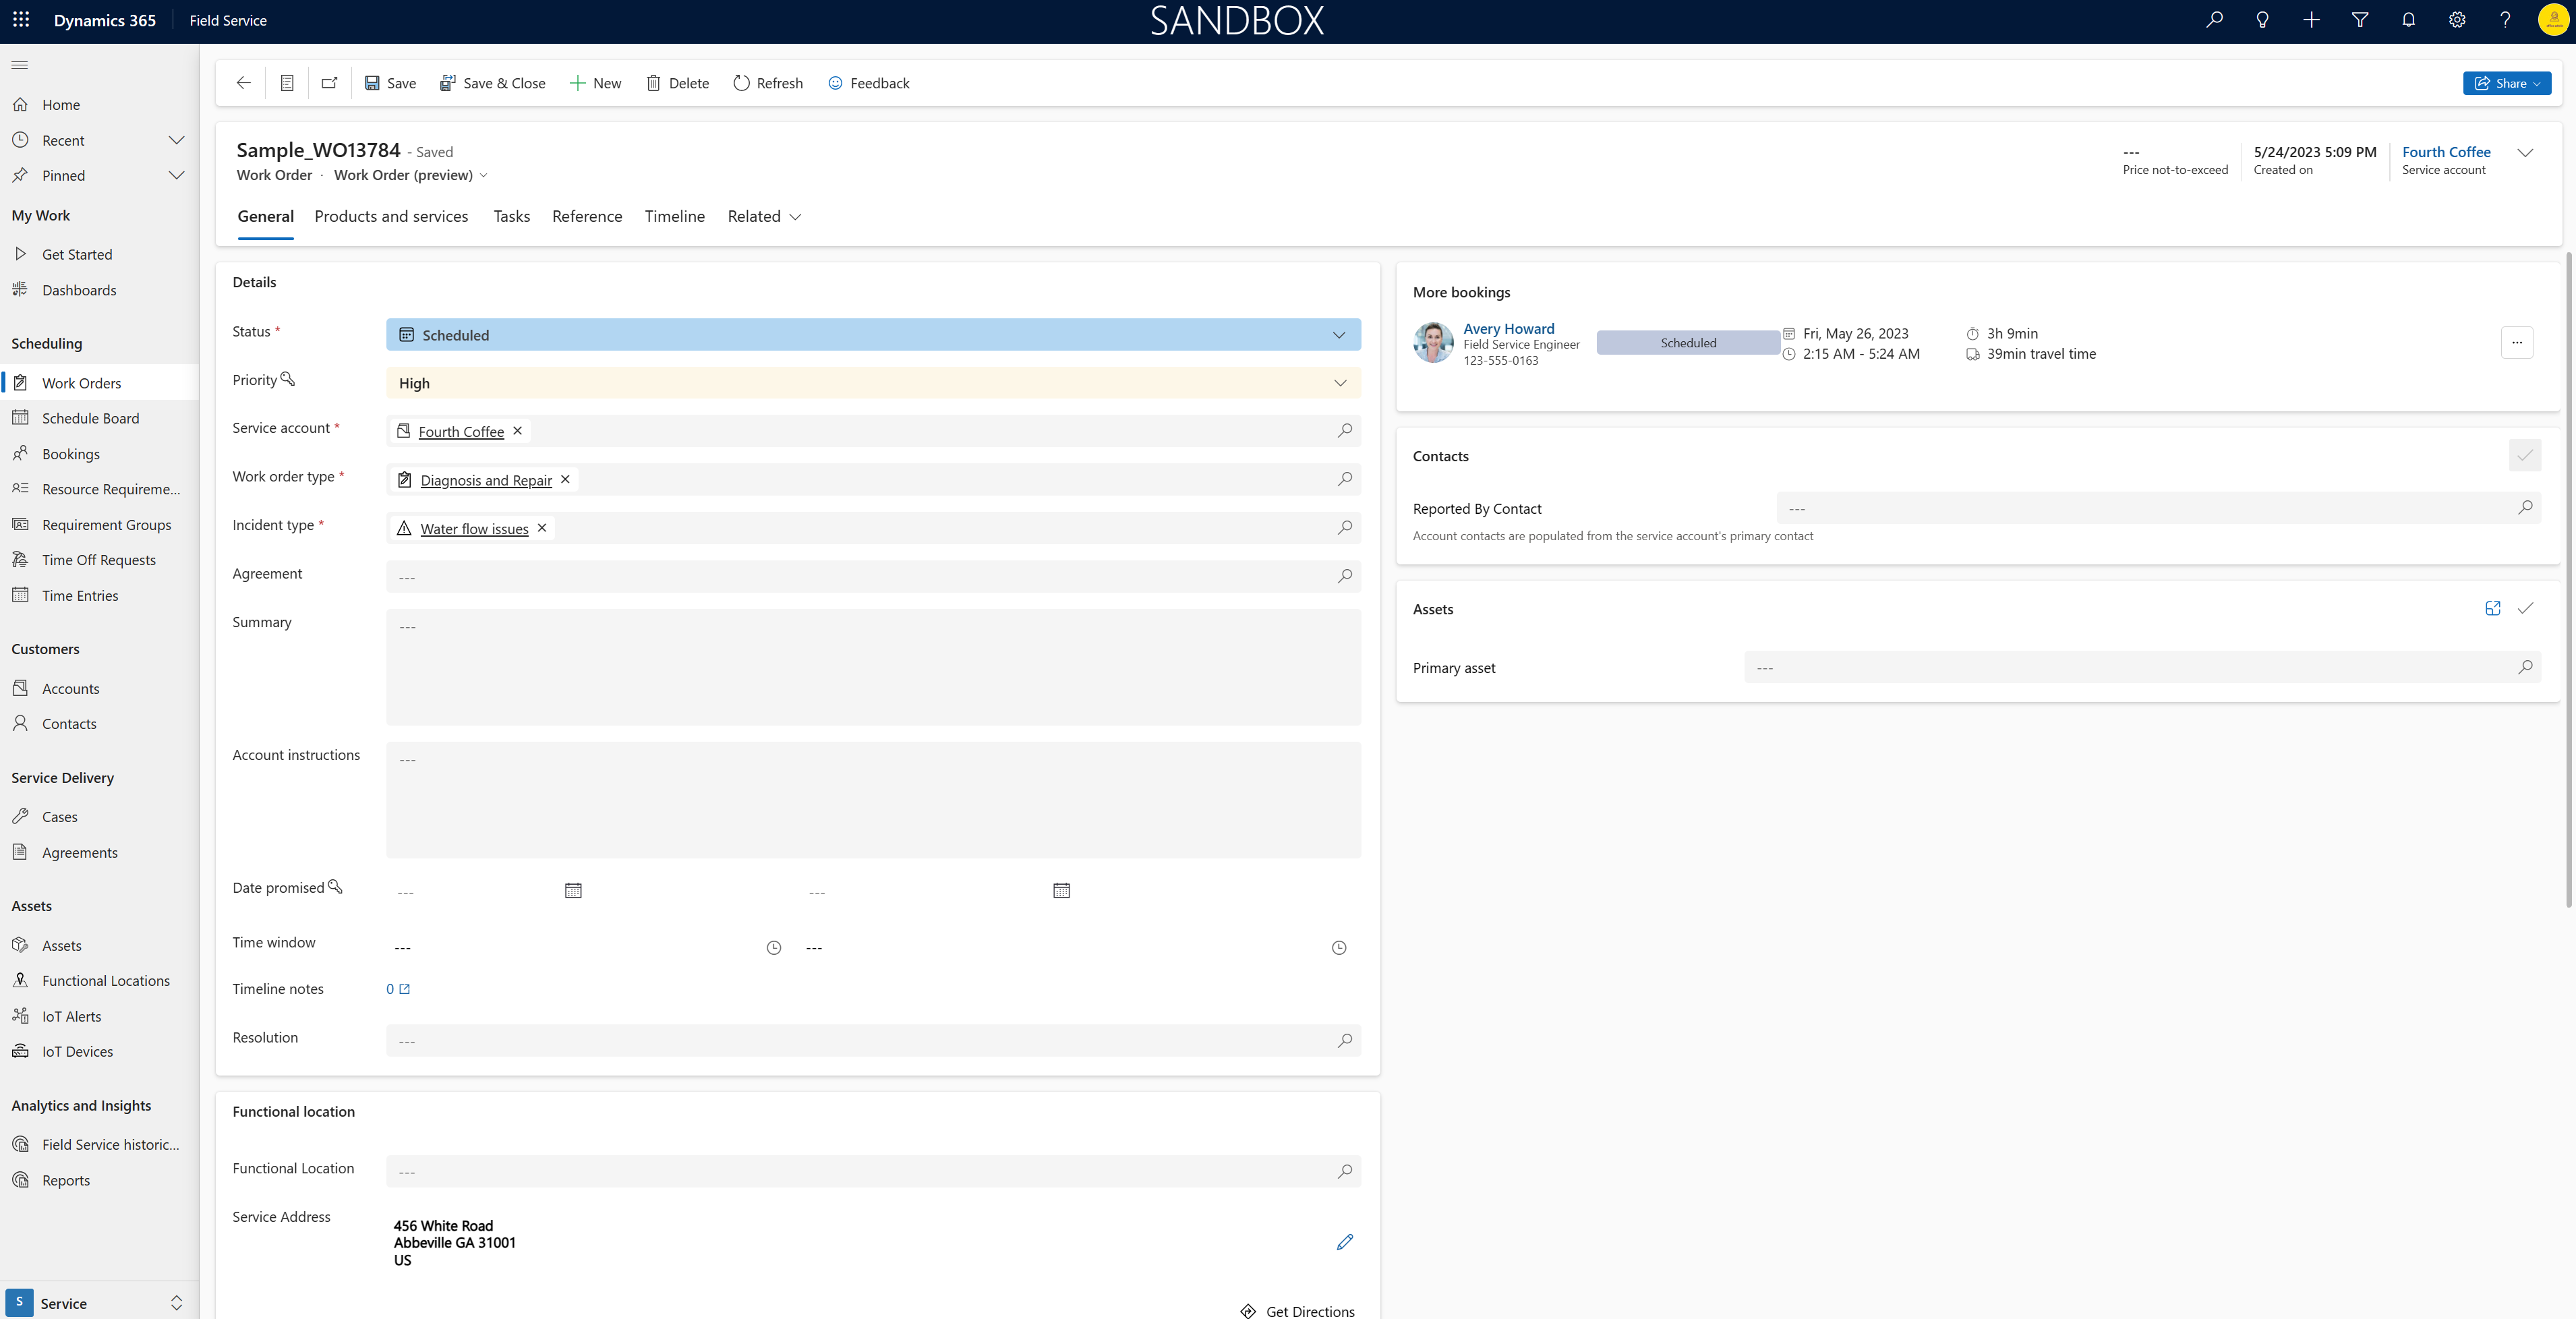 Dynamics 365
Field Service
SANDBOX
Save
Save & Close
New
Delete
Refresh
Feedback
Share
Home
Recent
Pinned
My Work
Get Started
Dashboards
Scheduling
Work Orders
Schedule Board
Bookings
Resource Requireme...
Requirement Groups
Time Off Requests
Time Entries
Customers
Accounts
Contacts
Service Delivery
Cases
Agreements
Assets
Assets
Functional Locations
IoT Alerts
IoT Devices
Analytics and Insights
Field Service historic...
Reports
S Service
Sample_WO13784 - Saved
Work Order · Work Order (preview)
---
Price not-to-exceed
5/24/2023 5:09 PM
Created on
Fourth Coffee
Service account
General
Products and services
Tasks
Reference
Timeline
Related
Details
Status *
Scheduled
Priority
High
Service account *
Fourth Coffee
Work order type *
Diagnosis and Repair
Incident type *
Water flow issues
Agreement
---
Summary
---
Account instructions
---
Date promised
---
---
Time window
---
---
Timeline notes
0
Resolution
---
Functional location
Functional Location
---
Service Address
456 White Road
Abbeville GA 31001
US
Get Directions
More bookings
Avery Howard
Field Service Engineer
123-555-0163
Scheduled
Fri, May 26, 2023
2:15 AM - 5:24 AM
3h 9min
39min travel time
...
Contacts
Reported By Contact
---
Account contacts are populated from the service account's primary contact
Assets
Primary asset
---